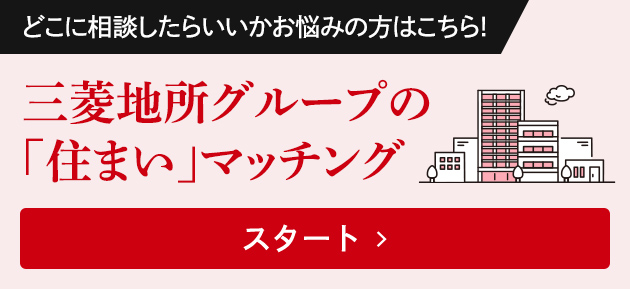 どこに相談したらいいかお悩みの方はこちら!
三菱地所グループの
「住まい」マッチング
スタート